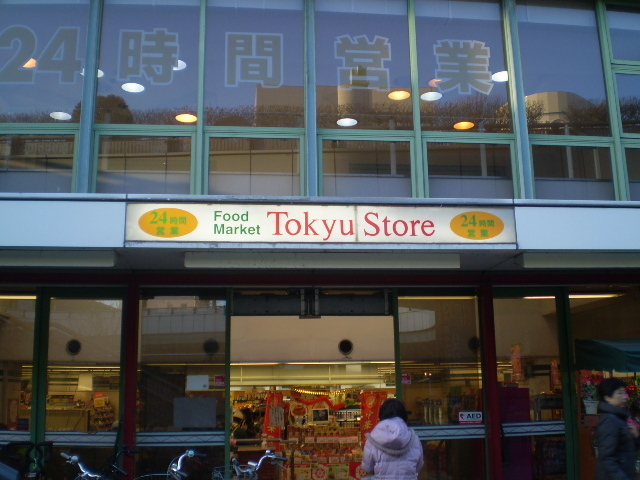 24時間営業
24時間
営業
Food
Market
Tokyu Store
24時間
営業
AED